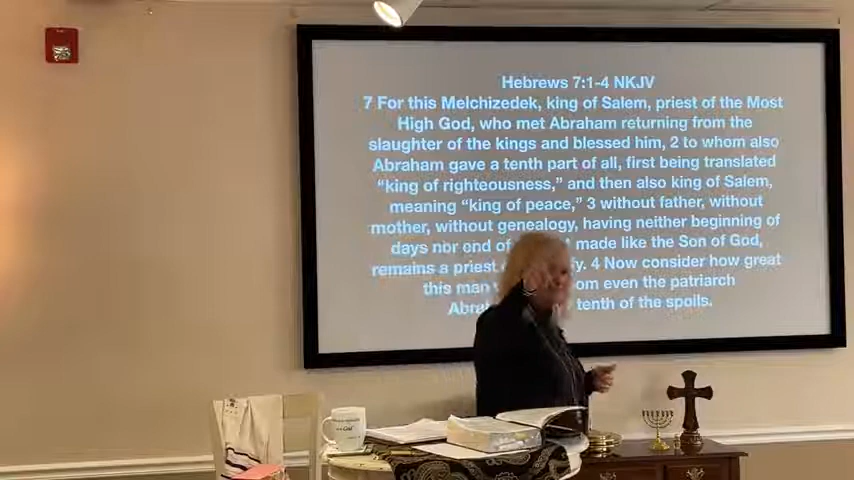 Hebrews 7:1-4 NKJV
7 For this Melchizedek, king of Salem, priest of the Most
High God, who met Abraham returning from the
slaughter of the kings and blessed him, 2 to whom also
Abraham gave a tenth part of all, first being translated
“king of righteousness,” and then also king of Salem,
meaning “king of peace,” 3 without father, without
mother, without genealogy, having neither beginning of
days nor end of made like the Son of God,
remains a priest 4 Now consider how great
this man even the patriarch
tenth of the spoils.